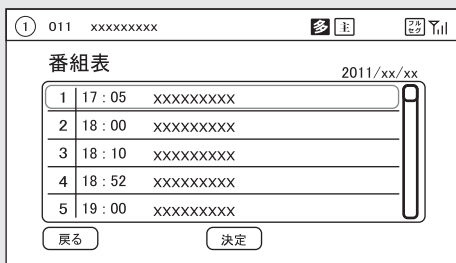 ① 011 xxxxxxxxx 多 主 フルセグ
番組表 2011/xx/xx
1 17：05 xxxxxxxxx
2 18：00 xxxxxxxxx
3 18：10 xxxxxxxxx
4 18：52 xxxxxxxxx
5 19：00 xxxxxxxxx
戻る 決定